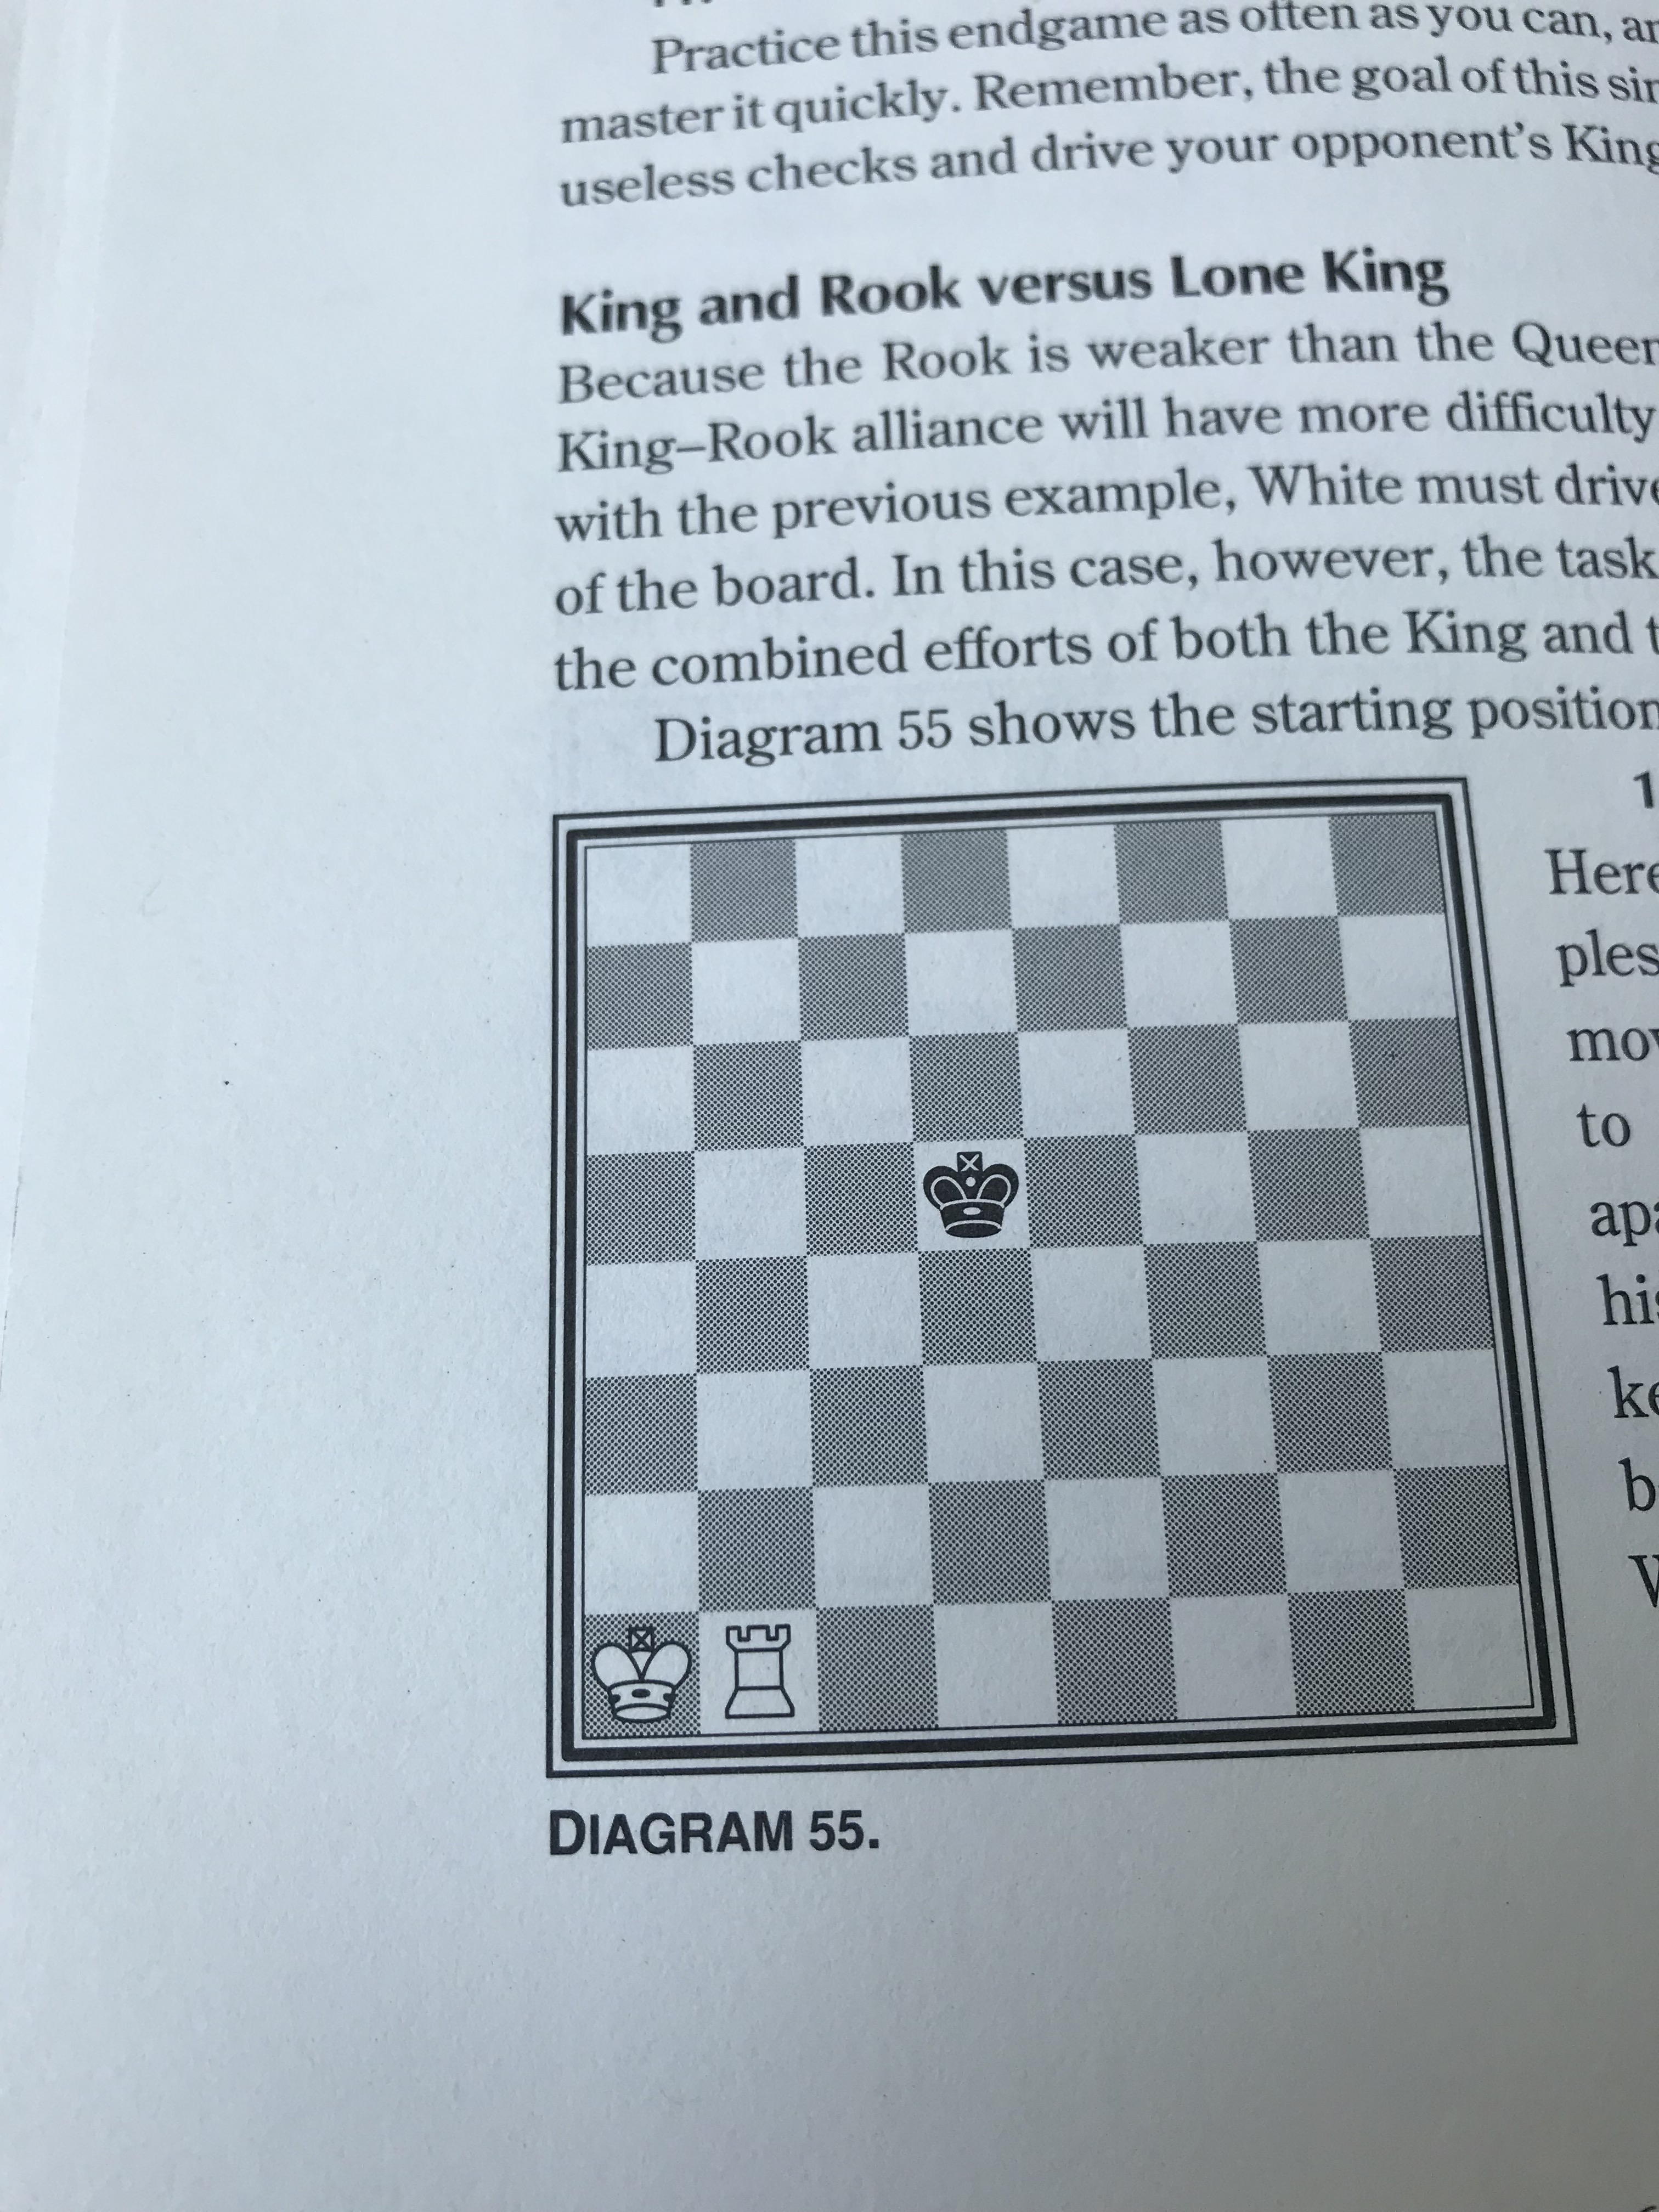 Practice this endgame as often as you can, ar
master it quickly. Remember, the goal of this sin
useless checks and drive your opponent's King
King and Rook versus Lone King
Because the Rook is weaker than the Queen
King–Rook alliance will have more difficulty
with the previous example, White must drive
of the board. In this case, however, the task
the combined efforts of both the King and t
Diagram 55 shows the starting position
1
Here
ples
mov
to
apa
his
ke
b
W
DIAGRAM 55.